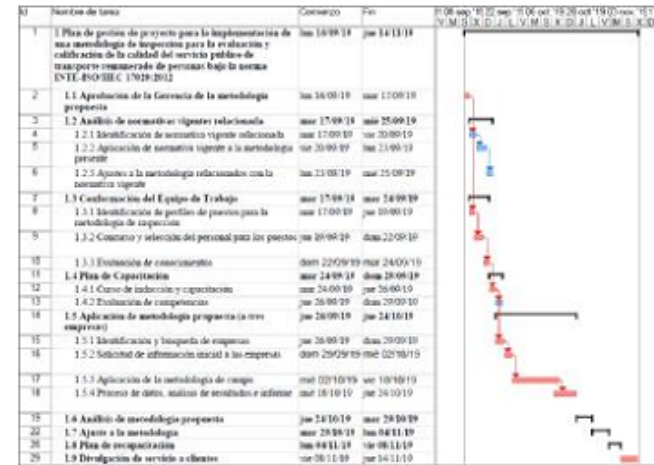 Id Nombre de tarea Comienzo Fin
1 1 Plan de gestión de proyecto para la implementación de lun 16/09/19 jue 14/11/19
una metodología de inspección para la evaluación y
calificación de la calidad del servicio público de
transporte remunerado de personas bajo la norma
INTE-ISO/IEC 17020:2012
2 1.1 Aprobación de la Gerencia de la metodología lun 16/09/19 mar 17/09/19
propuesta
3 1.2 Análisis de normativas vigentes relacionada mar 17/09/19 mié 25/09/19
4 1.2.1 Identificación de normativa vigente relacionada mar 17/09/19 vie 20/09/19
5 1.2.2 Aplicación de normativa vigente a la metodología vie 20/09/19 lun 23/09/19
presente
6 1.2.3 Ajustes a la metodología relacionados con la lun 23/09/19 mié 25/09/19
normativa vigente
7 1.3 Conformación del Equipo de Trabajo mar 17/09/19 mar 24/09/19
8 1.3.1 Identificación de perfiles de puestos para la mar 17/09/19 jue 19/09/19
metodología de inspección
9 1.3.2 Concurso y selección del personal para los puestos jue 19/09/19 dom 22/09/19
10 1.3.3 Evaluación de conocimientos dom 22/09/19 mar 24/09/19
11 1.4 Plan de Capacitación mar 24/09/19 dom 29/09/19
12 1.4.1 Curso de inducción y capacitación mar 24/09/19 jue 26/09/19
13 1.4.2 Evaluación de competencias jue 26/09/19 dom 29/09/19
14 1.5 Aplicación de metodología propuesta (a tres jue 26/09/19 jue 24/10/19
empresas)
15 1.5.1 Identificación y búsqueda de empresas jue 26/09/19 dom 29/09/19
16 1.5.2 Solicitud de información inicial a las empresas dom 29/09/19 mié 02/10/19
17 1.5.3 Aplicación de la metodología de campo mié 02/10/19 vie 18/10/19
18 1.5.4 Proceso de datos, análisis de resultados e informe jue 24/10/19
19 1.6 Análisis de metodología propuesta jue 24/10/19 mar 29/10/19
22 1.7 Ajuste a la metodología mar 29/10/19 lun 04/11/19
26 1.8 Plan de recapacitación lun 04/11/19 vie 08/11/19
29 1.9 Divulgación de servicio a clientes vie 08/11/19 jue 14/11/19